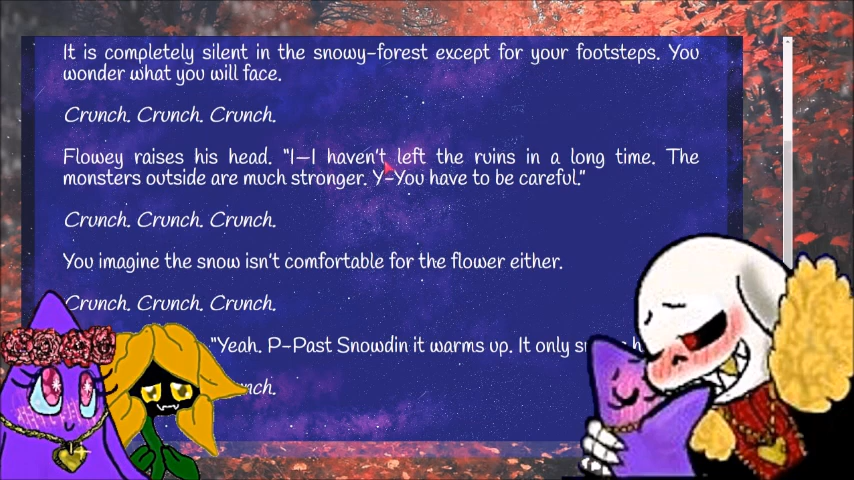 It is completely silent in the snowy-forest except for your footsteps. You
wonder what you will face.
Crunch. Crunch. Crunch.
Flowey raises his head. "I—I haven't left the ruins in a long time. The
monsters outside are much stronger. Y-You have to be careful."
Crunch. Crunch. Crunch.
You imagine the snow isn't comfortable for the flower either.
Crunch. Crunch. Crunch.
"Yeah. P-Past Snowdin it warms up. It only